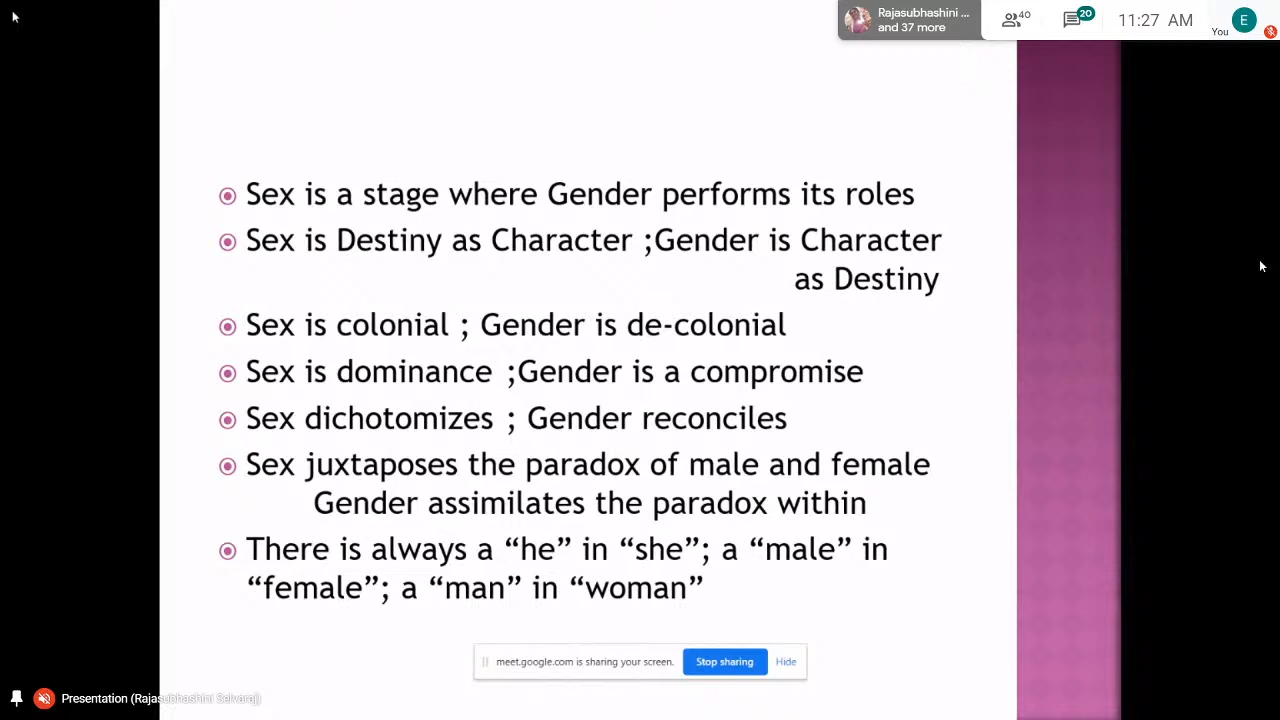 Rajasubhashini ...
and 37 more
40
20
11:27 AM
You
E
Sex is a stage where Gender performs its roles
Sex is Destiny as Character ;Gender is Character
as Destiny
Sex is colonial ; Gender is de-colonial
Sex is dominance ;Gender is a compromise
Sex dichotomizes ; Gender reconciles
Sex juxtaposes the paradox of male and female
Gender assimilates the paradox within
There is always a “he” in “she”; a “male” in
“female”; a “man” in “woman”
meet.google.com is sharing your screen.
Stop sharing
Hide
Presentation (Rajasubhashini Selvaraj)